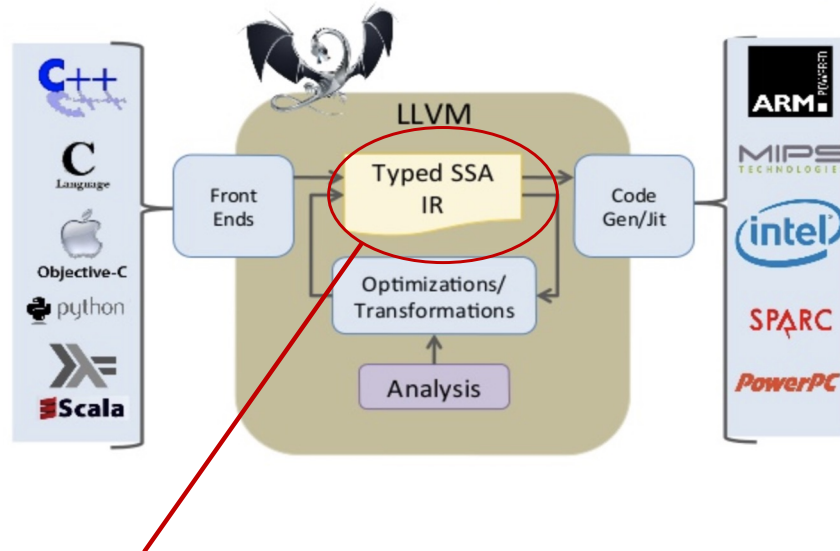 C++
C
Language
Objective-C
python
Scala
Front
Ends
LLVM
Typed SSA
IR
Optimizations/
Transformations
Analysis
Code
Gen/Jit
ARM
POWERED
MIPS
TECHNOLOGIES
intel
SPARC
PowerPC